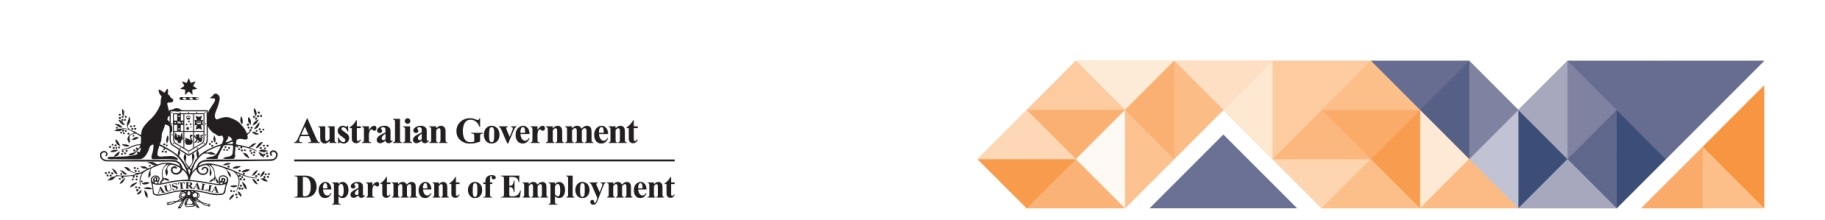 Australian Government
Department of Employment
AUSTRALIA